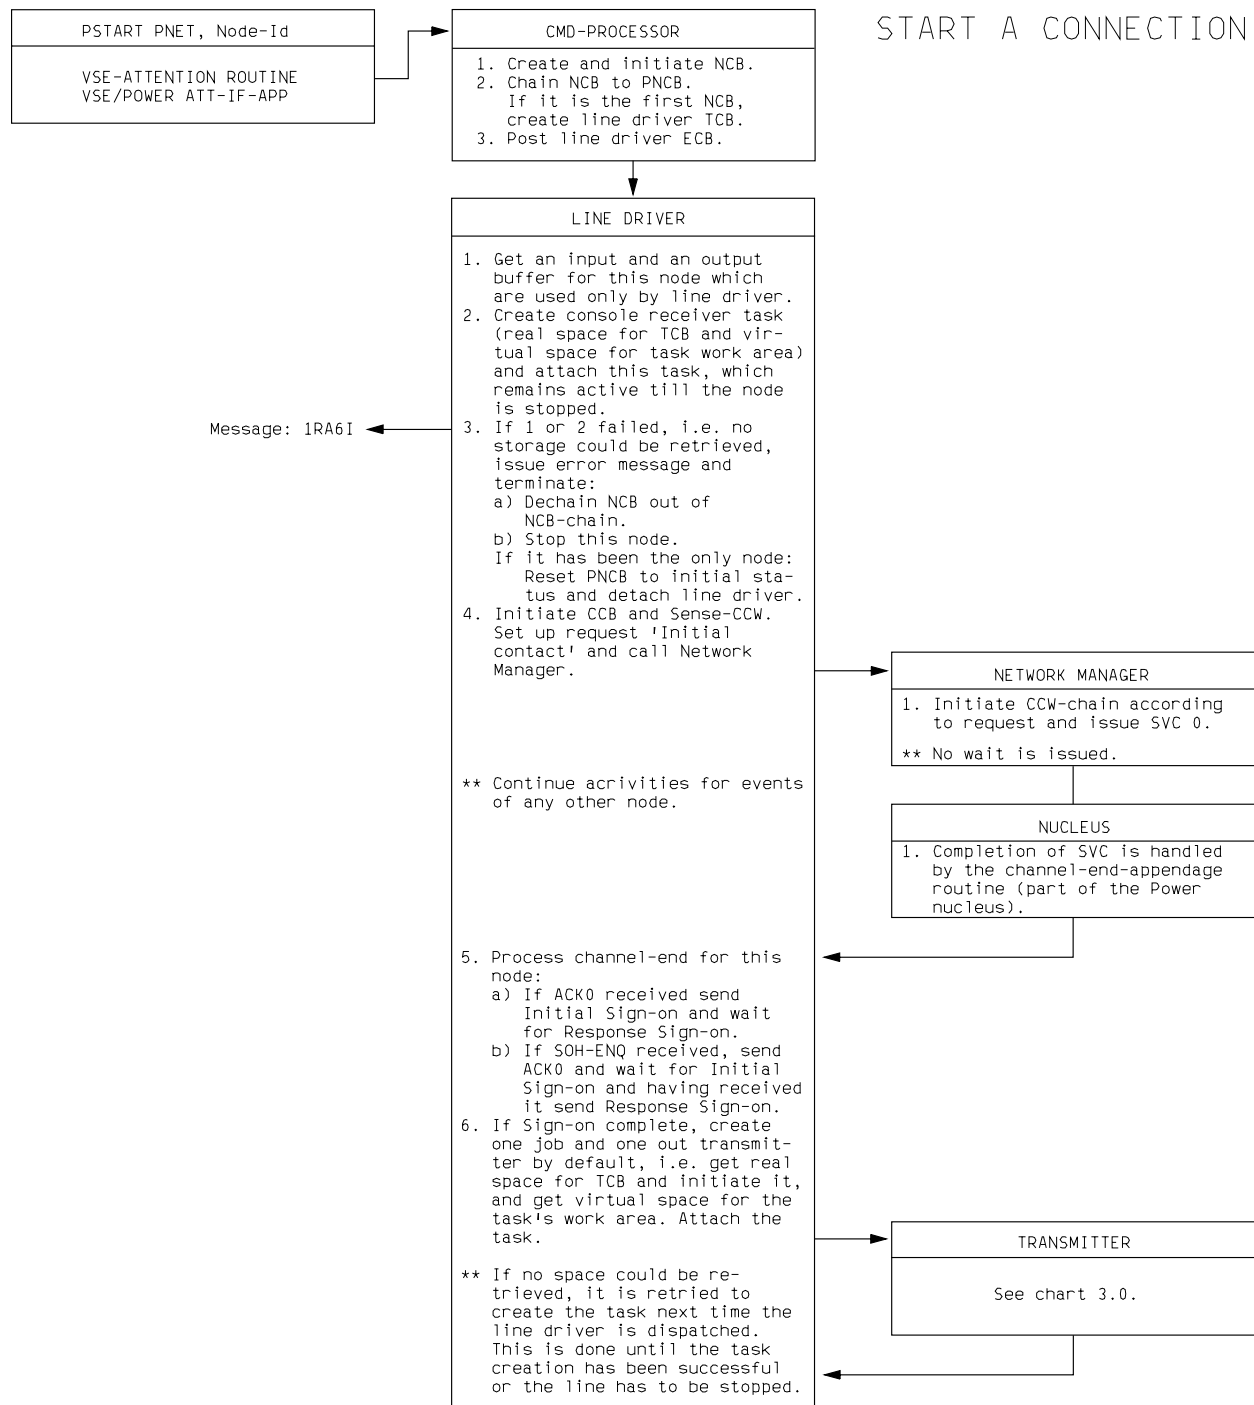 START A CONNECTION
PSTART PNET, Node-Id
VSE-ATTENTION ROUTINE
VSE/POWER ATT-IF-APP
CMD-PROCESSOR
1. Create and initiate NCB.
2. Chain NCB to PNCB.
If it is the first NCB,
create line driver TCB.
3. Post line driver ECB.
LINE DRIVER
1. Get an input and an output
buffer for this node which
are used only by line driver.
2. Create console receiver task
(real space for TCB and vir-
tual space for task work area)
and attach this task, which
remains active till the node
is stopped.
Message: 1RA6I
3. If 1 or 2 failed, i.e. no
storage could be retrieved,
issue error message and
terminate:
a) Dechain NCB out of
NCB-chain.
b) Stop this node.
If it has been the only node:
Reset PNCB to initial sta-
tus and detach line driver.
4. Initiate CCB and Sense-CCW.
Set up request 'Initial
contact' and call Network
Manager.
NETWORK MANAGER
1. Initiate CCW-chain according
to request and issue SVC 0.
** No wait is issued.
** Continue acrivities for events
of any other node.
NUCLEUS
1. Completion of SVC is handled
by the channel-end-appendage
routine (part of the Power
nucleus).
5. Process channel-end for this
node:
a) If ACK0 received send
Initial Sign-on and wait
for Response Sign-on.
b) If SOH-ENQ received, send
ACK0 and wait for Initial
Sign-on and having received
it send Response Sign-on.
6. If Sign-on complete, create
one job and one out transmit-
ter by default, i.e. get real
space for TCB and initiate it,
and get virtual space for the
task's work area. Attach the
task.
TRANSMITTER
See chart 3.0.
** If no space could be re-
trieved, it is retried to
create the task next time the
line driver is dispatched.
This is done until the task
creation has been successful
or the line has to be stopped.